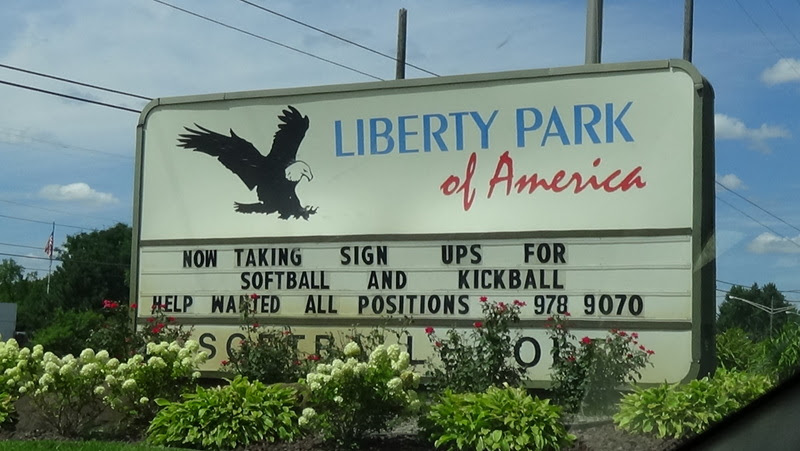 LIBERTY PARK
of America
NOW TAKING SIGN UPS FOR
SOFTBALL AND KICKBALL
HELP WANTED ALL POSITIONS 978 9070